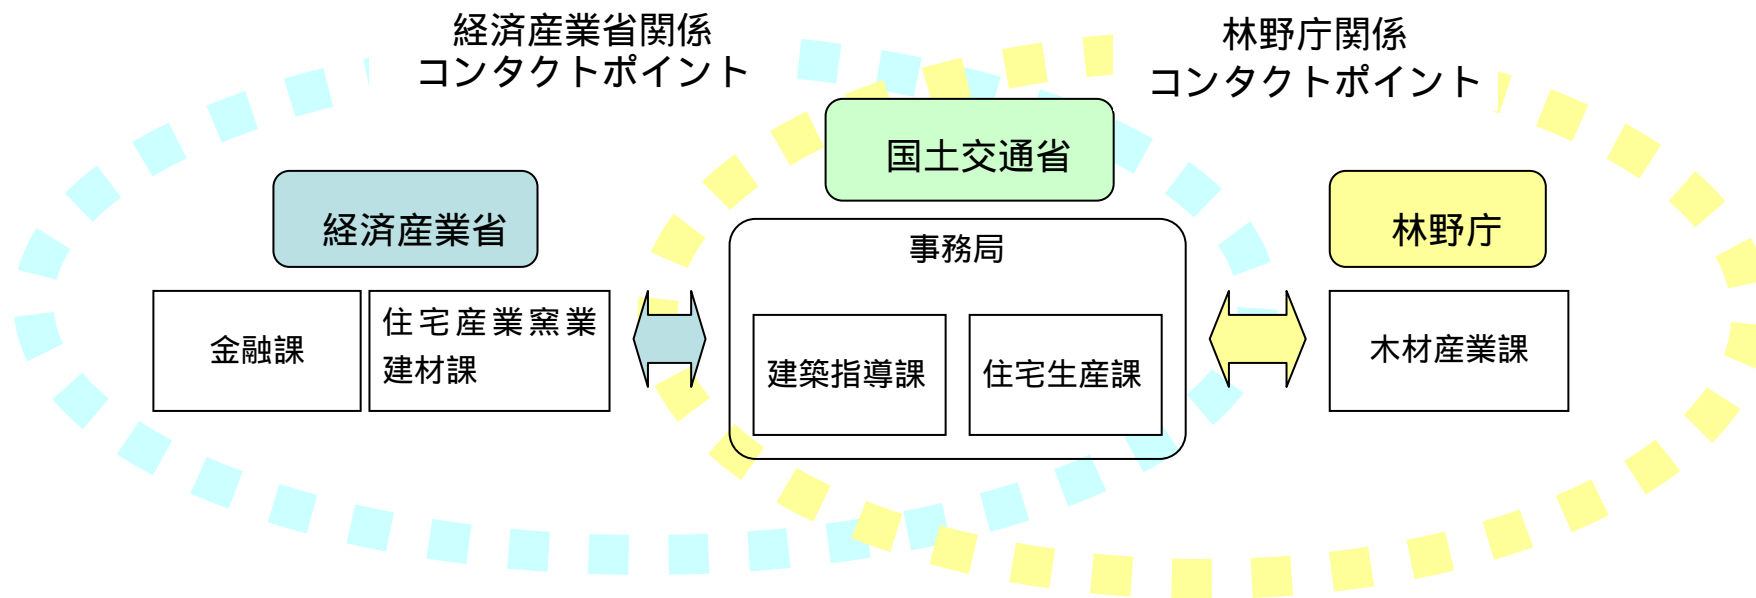 経済産業省関係
コンタクトポイント
林野庁関係
コンタクトポイント
国土交通省
経済産業省
林野庁
事務局
金融課
住宅産業窯業
建材課
建築指導課
住宅生産課
木材産業課